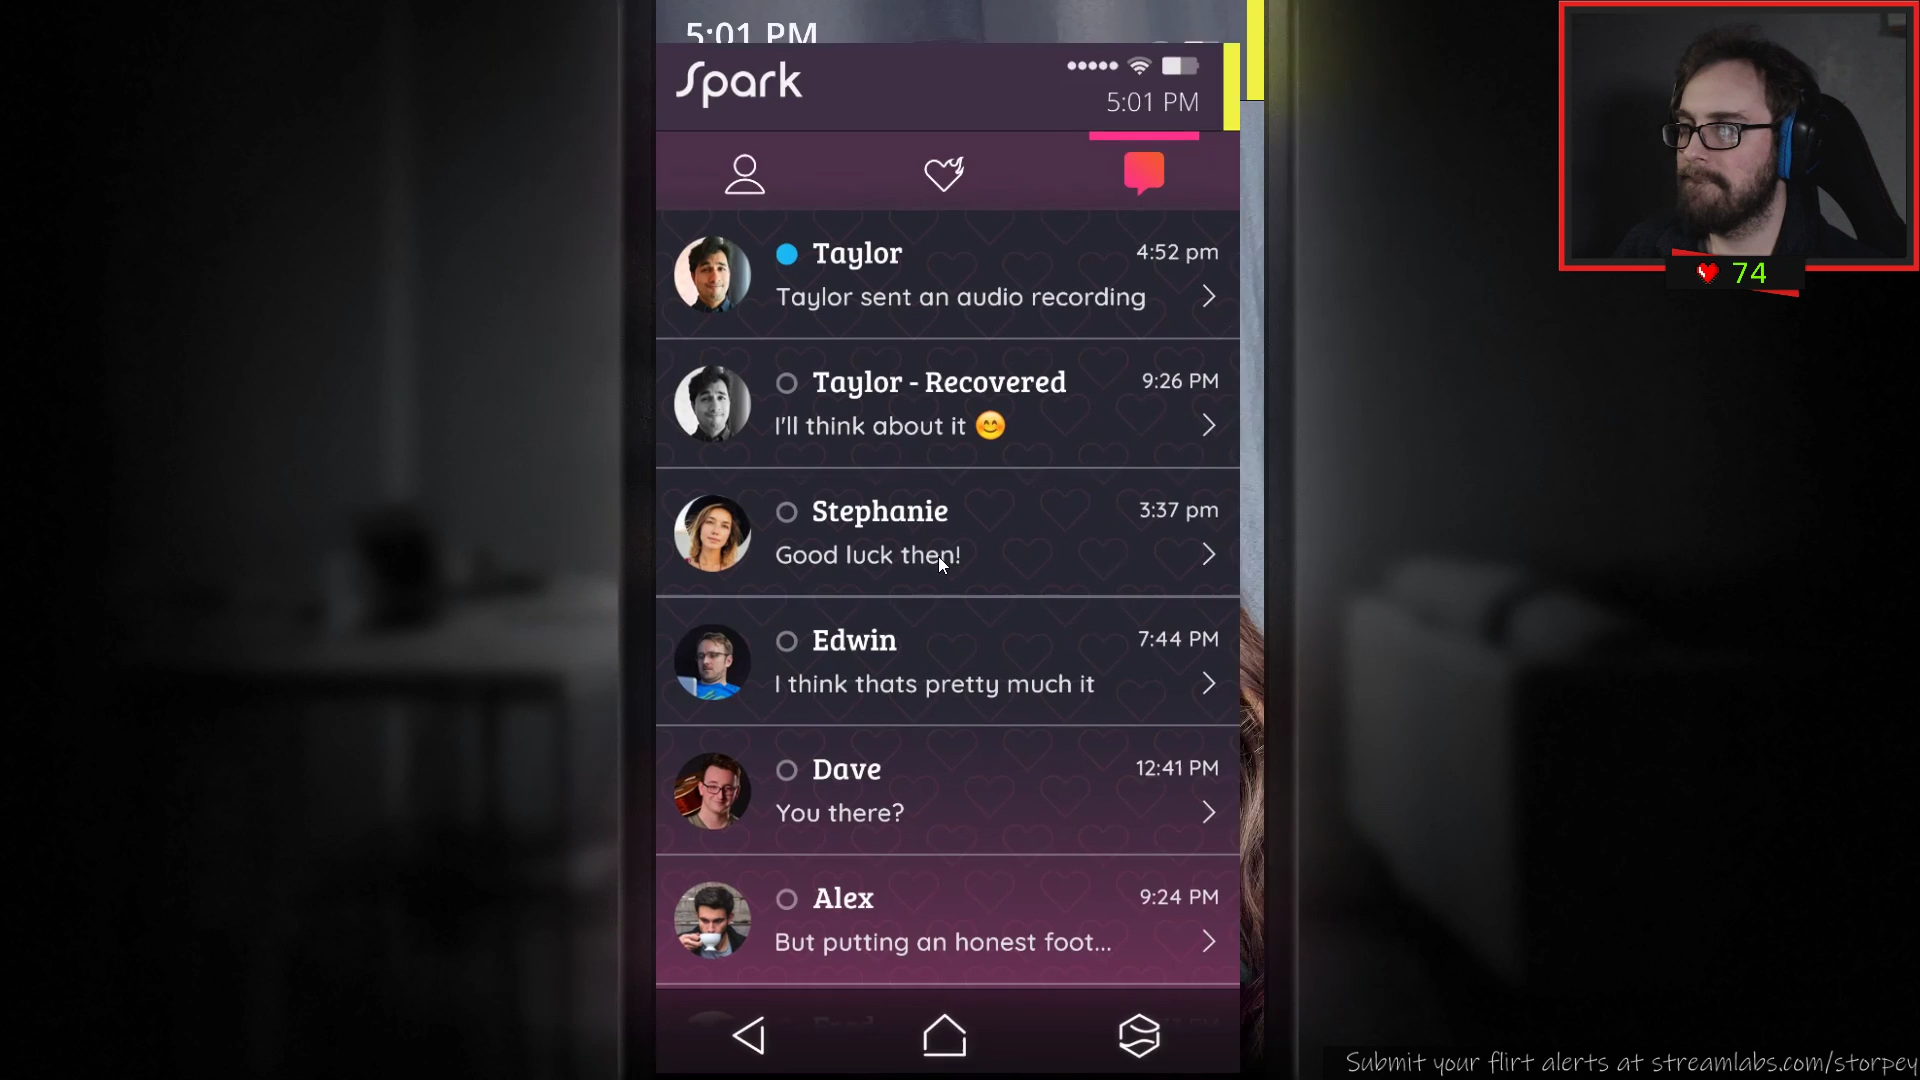 5:01 PM
Spark
5:01 PM
Taylor
4:52 pm
Taylor sent an audio recording
Taylor - Recovered
9:26 PM
I'll think about it 😊
Stephanie
3:37 pm
Good luck then!
Edwin
7:44 PM
I think thats pretty much it
Dave
12:41 PM
You there?
Alex
9:24 PM
But putting an honest foot...
74
Submit your flirt alerts at streamlabs.com/storpey